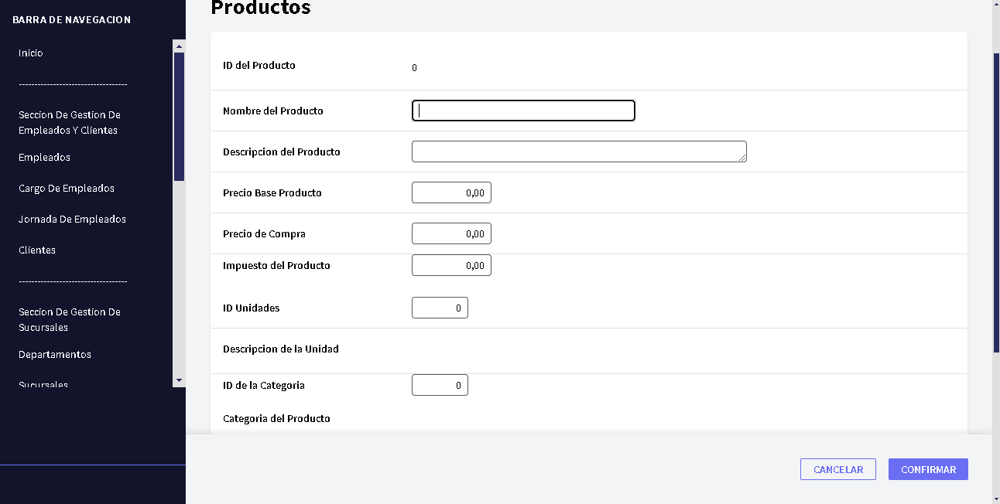 BARRA DE NAVEGACION
Inicio
-----------------------------------
Seccion De Gestion De
Empleados Y Clientes
Empleados
Cargo De Empleados
Jornada De Empleados
Clientes
-----------------------------------
Seccion De Gestion De
Sucursales
Departamentos
Sucursales
Productos
ID del Producto
0
Nombre del Producto
Descripcion del Producto
Precio Base Producto
0,00
Precio de Compra
0,00
Impuesto del Producto
0,00
ID Unidades
0
Descripcion de la Unidad
ID de la Categoria
0
Categoria del Producto
CANCELAR
CONFIRMAR